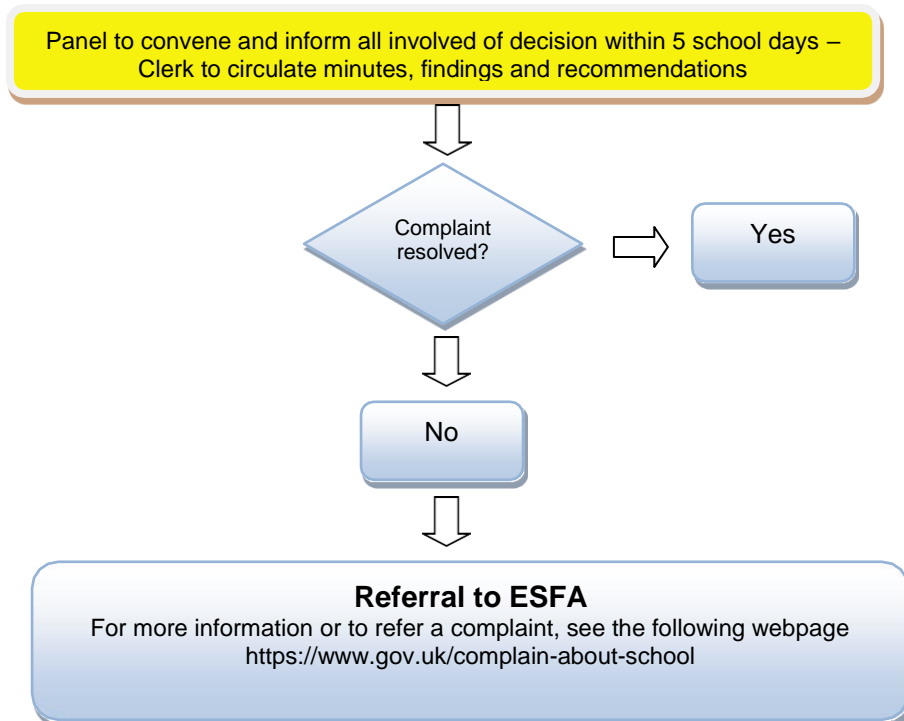 Panel to convene and inform all involved of decision within 5 school days –
Clerk to circulate minutes, findings and recommendations
Complaint
resolved?
Yes
No
Referral to ESFA
For more information or to refer a complaint, see the following webpage
https://www.gov.uk/complain-about-school